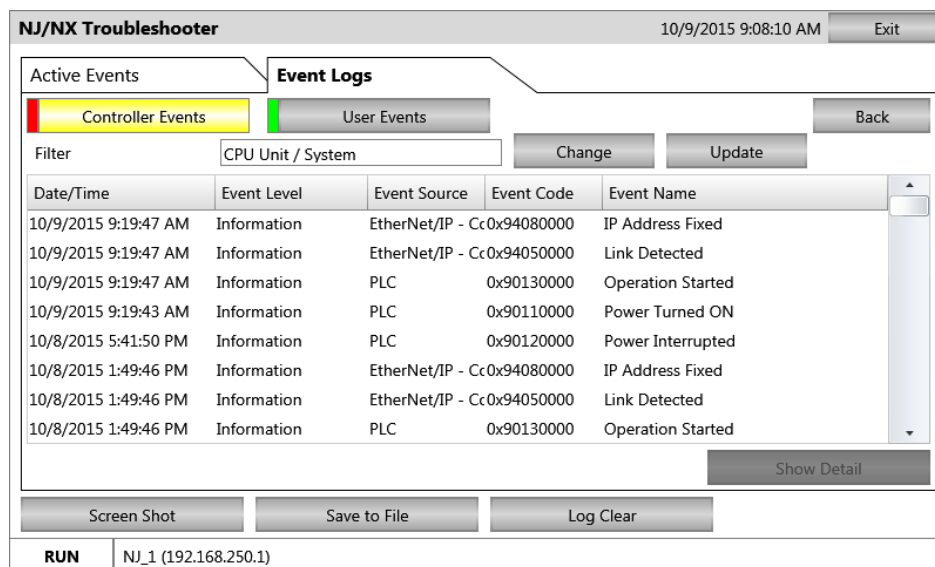 NJ/NX Troubleshooter 10/9/2015 9:08:10 AM Exit
Active Events Event Logs
Controller Events User Events Back
Filter CPU Unit / System Change Update
Date/Time Event Level Event Source Event Code Event Name
10/9/2015 9:19:47 AM Information EtherNet/IP - Cc 0x94080000 IP Address Fixed
10/9/2015 9:19:47 AM Information EtherNet/IP - Cc 0x94050000 Link Detected
10/9/2015 9:19:47 AM Information PLC 0x90130000 Operation Started
10/9/2015 9:19:43 AM Information PLC 0x90110000 Power Turned ON
10/8/2015 5:41:50 PM Information PLC 0x90120000 Power Interrupted
10/8/2015 1:49:46 PM Information EtherNet/IP - Cc 0x94080000 IP Address Fixed
10/8/2015 1:49:46 PM Information EtherNet/IP - Cc 0x94050000 Link Detected
10/8/2015 1:49:46 PM Information PLC 0x90130000 Operation Started
Show Detail
Screen Shot Save to File Log Clear
RUN NJ_1 (192.168.250.1)